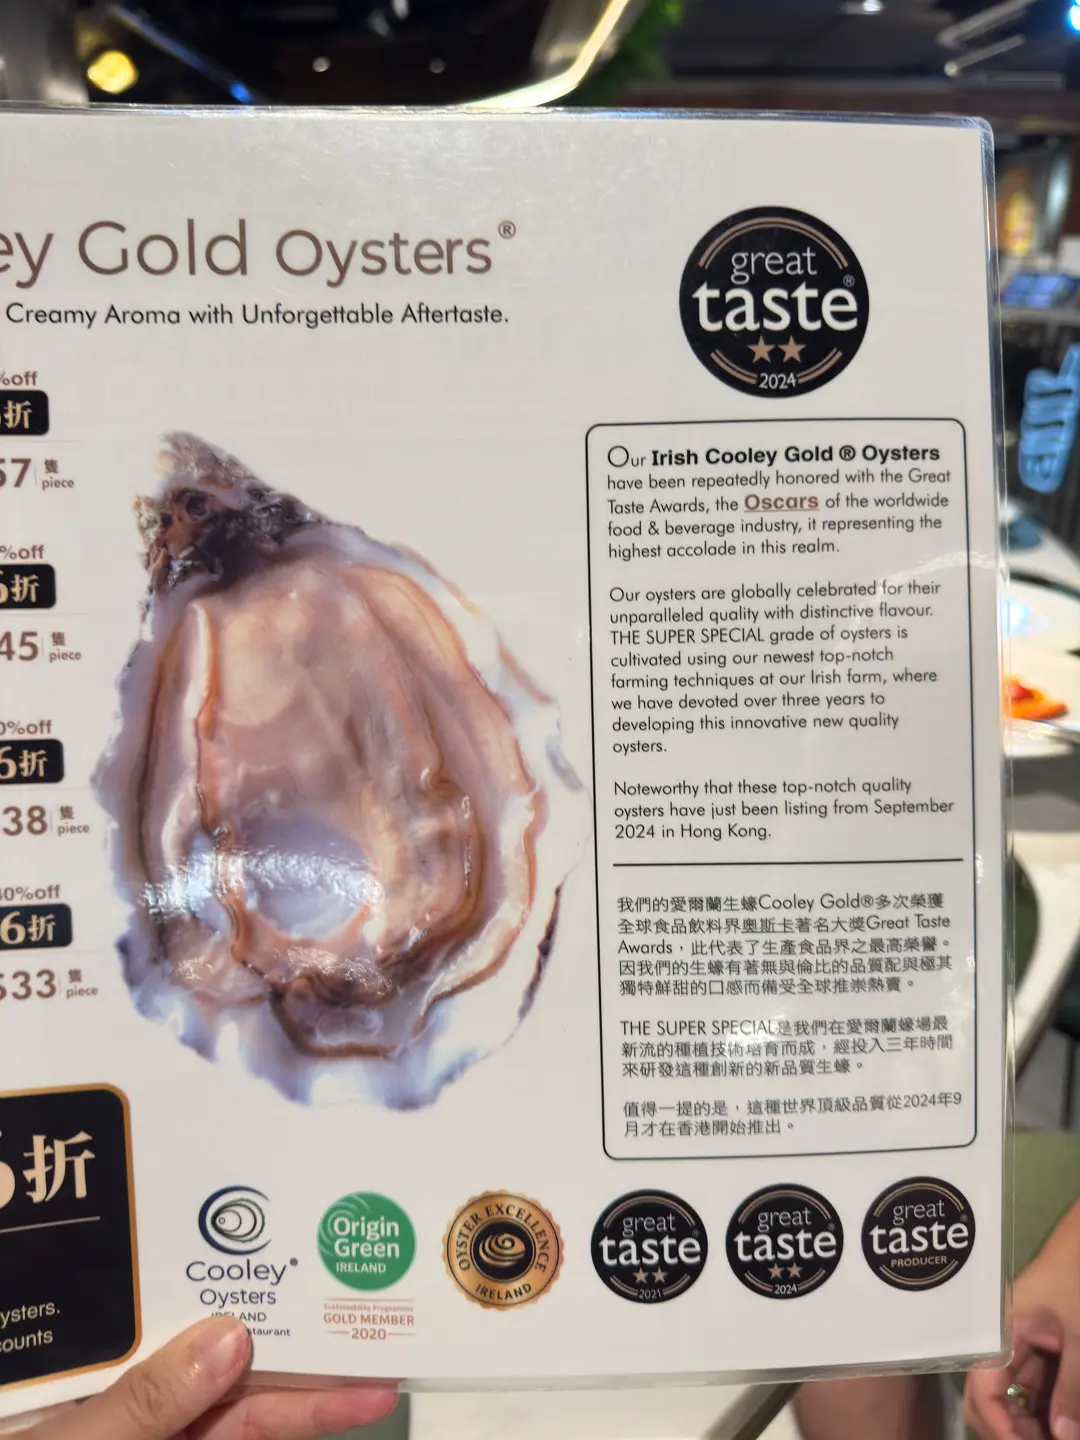 ey Gold Oysters®
Creamy Aroma with Unforgettable Aftertaste.
%off
折
57 隻
piece
%off
折
45 隻
piece
0%off
6折
38 隻
piece
40%off
6折
$33 隻
piece
折
ysters.
counts
great
taste®
2024
Our Irish Cooley Gold ® Oysters
have been repeatedly honored with the Great
Taste Awards, the Oscars of the worldwide
food & beverage industry, it representing the
highest accolade in this realm.
Our oysters are globally celebrated for their
unparalleled quality with distinctive flavour.
THE SUPER SPECIAL grade of oysters is
cultivated using our newest top-notch
farming techniques at our Irish farm, where
we have devoted over three years to
developing this innovative new quality
oysters.
Noteworthy that these top-notch quality
oysters have just been listing from September
2024 in Hong Kong.
我們的愛爾蘭生蠔Cooley Gold®多次榮獲
全球食品飲料界奧斯卡著名大獎Great Taste
Awards，此代表了生產食品界之最高榮譽。
因我們的生蠔有著無與倫比的品質配與極其
獨特鮮甜的口感而備受全球推崇熱賣。
THE SUPER SPECIAL是我們在愛爾蘭蠔場最
新流的種植技術培育而成，經投入三年時間
來研發這種創新的新品質生蠔。
值得一提的是，這種世界頂級品質從2024年9
月才在香港開始推出。
Cooley®
Oysters
IRELAND
staurant
Origin
Green
IRELAND
Sustainability Programme
GOLD MEMBER
2020
OYSTER EXCELLENCE
IRELAND
great
taste
2021
great
taste
2024
great
taste
PRODUCER